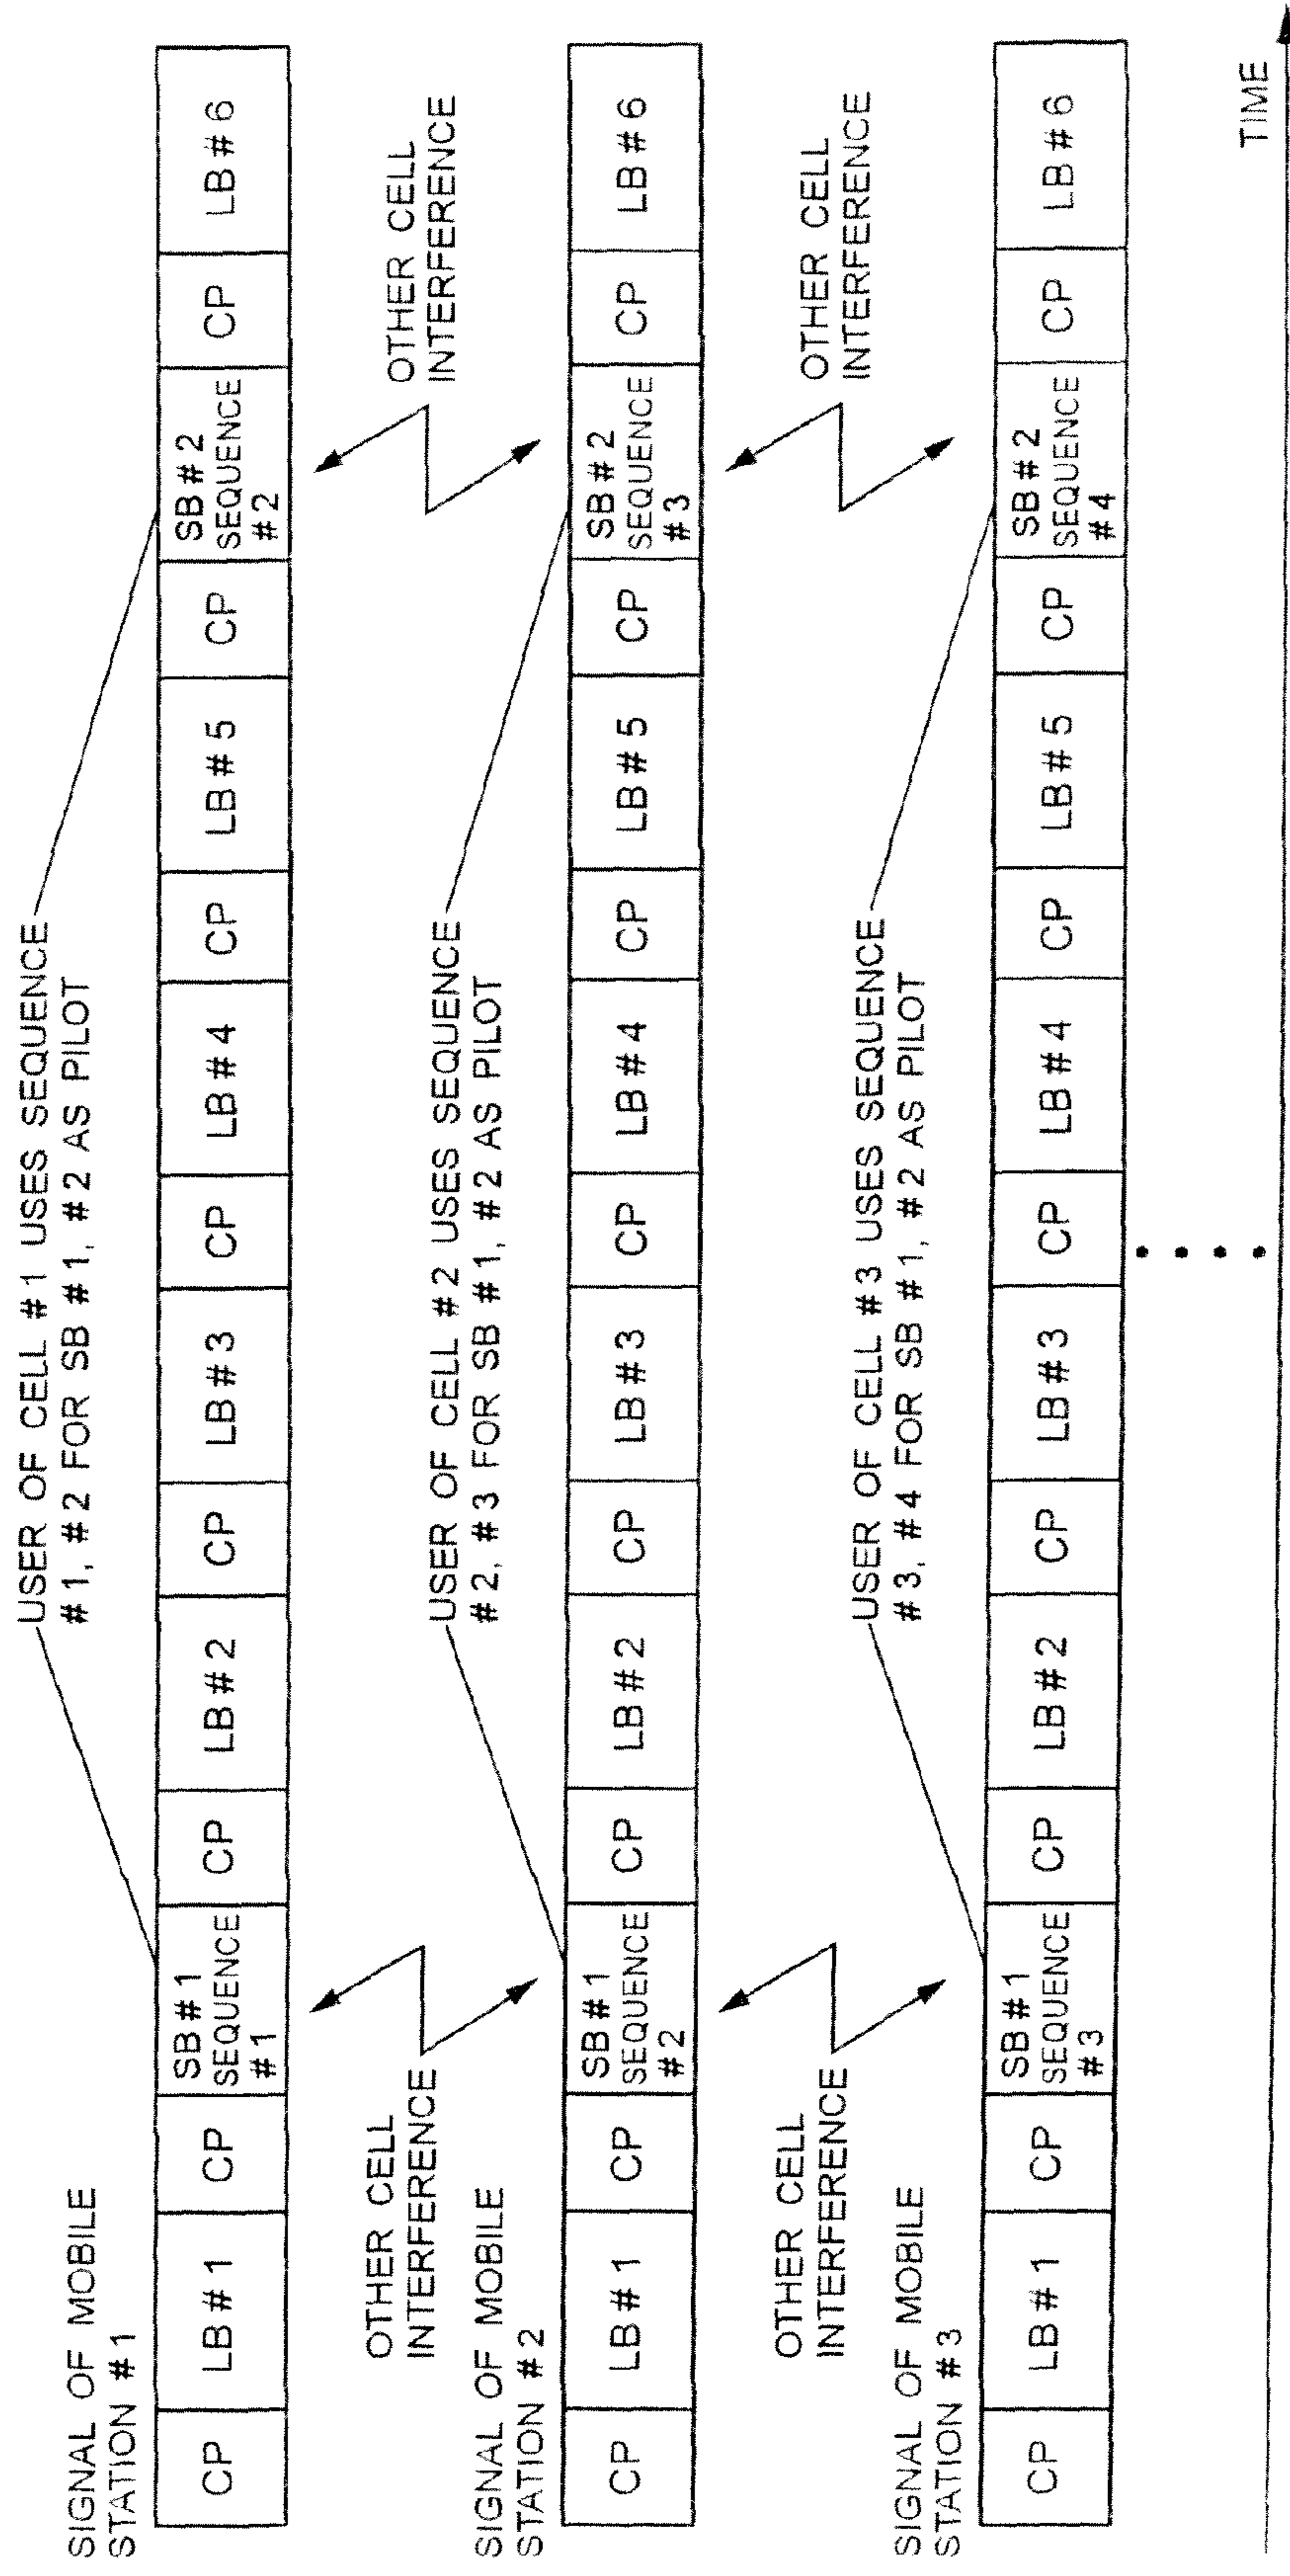 USER OF CELL #1 USES SEQUENCE
#1, #2 FOR SB #1, #2 AS PILOT
SIGNAL OF MOBILE
STATION #1
CP
LB#1
CP
SB#1
SEQUENCE
#1
CP
LB#2
CP
LB#3
CP
LB#4
CP
LB#5
CP
SB#2
SEQUENCE
#2
CP
LB#6
OTHER CELL
INTERFERENCE
OTHER CELL
INTERFERENCE
USER OF CELL #2 USES SEQUENCE
#2, #3 FOR SB #1, #2 AS PILOT
SIGNAL OF MOBILE
STATION #2
CP
LB#1
CP
SB#1
SEQUENCE
#2
CP
LB#2
CP
LB#3
CP
LB#4
CP
LB#5
CP
SB#2
SEQUENCE
#3
CP
LB#6
OTHER CELL
INTERFERENCE
OTHER CELL
INTERFERENCE
USER OF CELL #3 USES SEQUENCE
#3, #4 FOR SB #1, #2 AS PILOT
SIGNAL OF MOBILE
STATION #3
CP
LB#1
CP
SB#1
SEQUENCE
#3
CP
LB#2
CP
LB#3
CP
LB#4
CP
LB#5
CP
SB#2
SEQUENCE
#4
CP
LB#6
TIME